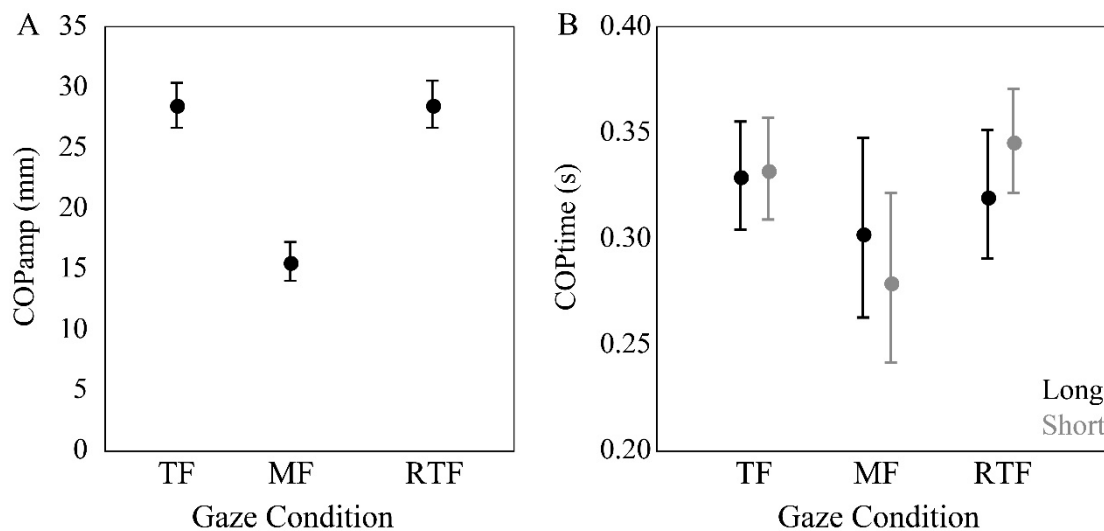 A
35
30
25
20
15
10
5
0
COPamp (mm)
TF MF RTF
Gaze Condition
B
0.40
0.35
0.30
0.25
0.20
COPtime (s)
Long
Short
TF MF RTF
Gaze Condition